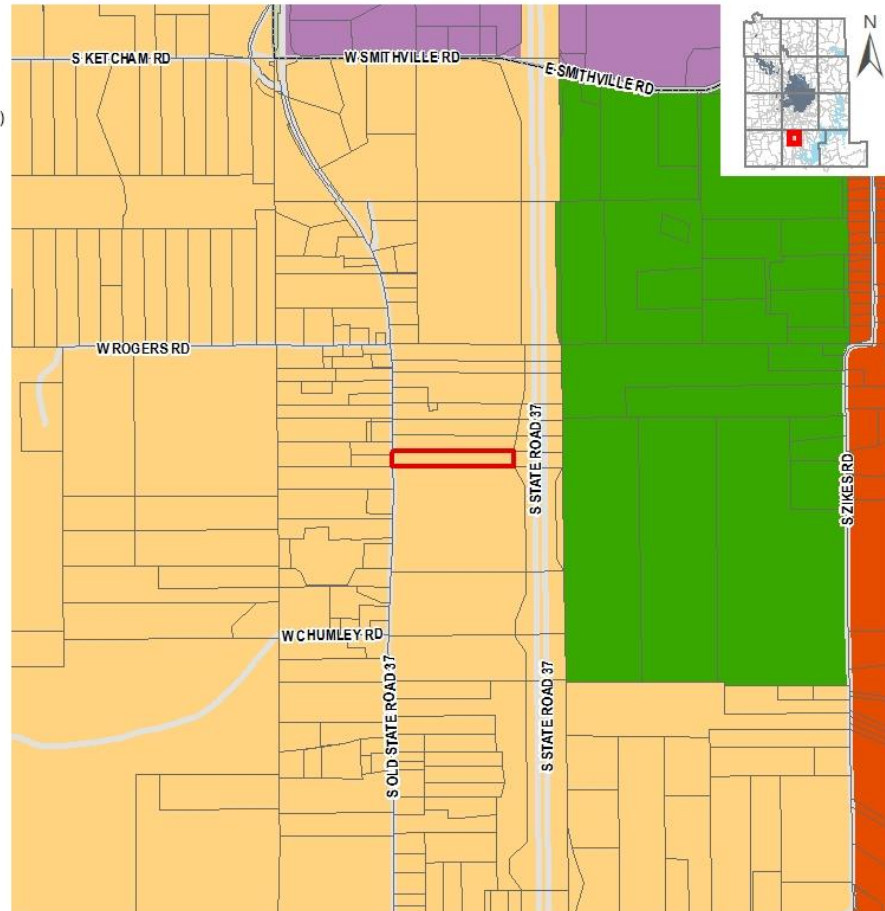 )
N
S KETCHAM RD
W SMITHVILLE RD
E SMITHVILLE RD
W ROGERS RD
S STATE ROAD 37
S ZIKES RD
W CHUMLEY RD
S OLD STATE ROAD 37
S STATE ROAD 37